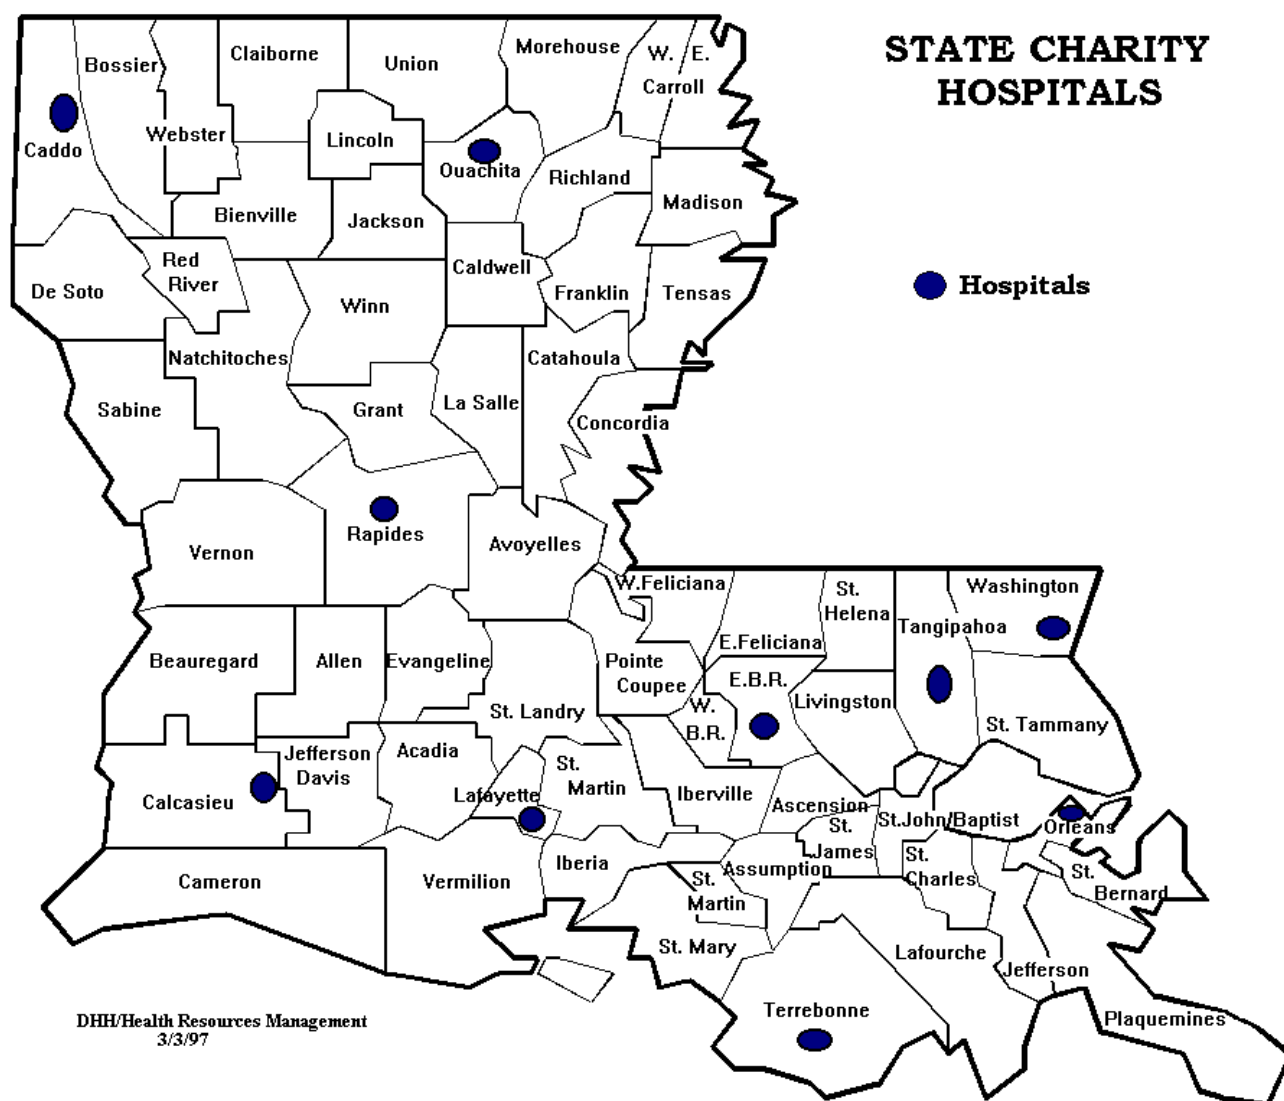 STATE CHARITY
HOSPITALS
Hospitals
Bossier
Claiborne
Union
Morehouse
W. E.
Carroll
Caddo
Webster
Lincoln
Ouachita
Richland
Madison
Bienville
Jackson
De Soto
Red
River
Winn
Caldwell
Franklin
Tensas
Natchitoches
Catahoula
Sabine
Grant
La Salle
Concordia
Vernon
Rapides
Avoyelles
W.Feliciana
E.Feliciana
St.
Helena
Washington
Tangipahoa
Beauregard
Allen
Evangeline
Pointe
Coupee
E.B.R.
W.
B.R.
Livingston
St. Tammany
St. Landry
Calcasieu
Jefferson
Davis
Acadia
Lafayette
St.
Martin
Iberville
Ascension
St.John/Baptist
Orleans
St.
James
Cameron
Vermilion
Iberia
Assumption
St.
Charles
St.
Bernard
St.
Martin
St. Mary
Lafourche
Jefferson
Terrebonne
Plaquemines
DHH/Health Resources Management
3/3/97